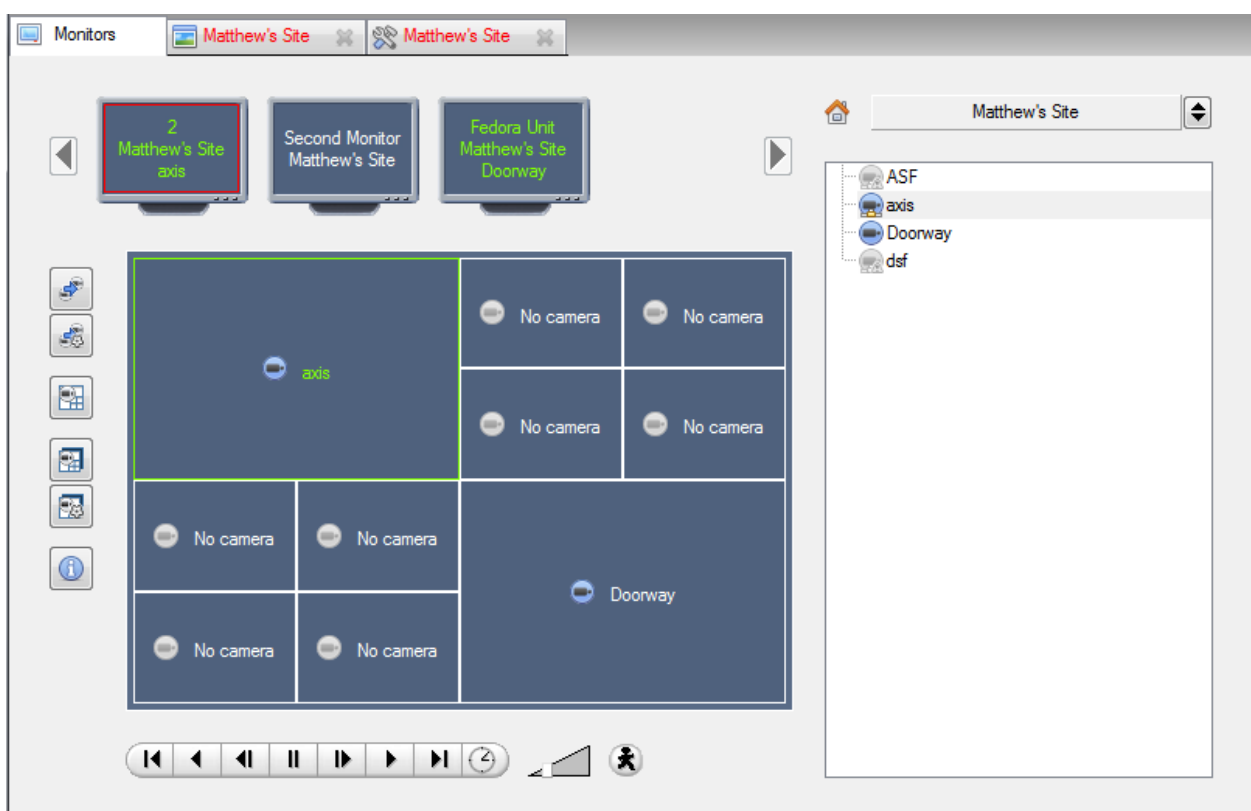 Monitors
Matthew's Site
Matthew's Site
2
Matthew's Site
axis
Second Monitor
Matthew's Site
Fedora Unit
Matthew's Site
Doorway
Matthew's Site
ASF
axis
Doorway
dsf
axis
No camera
No camera
No camera
No camera
No camera
No camera
Doorway
No camera
No camera